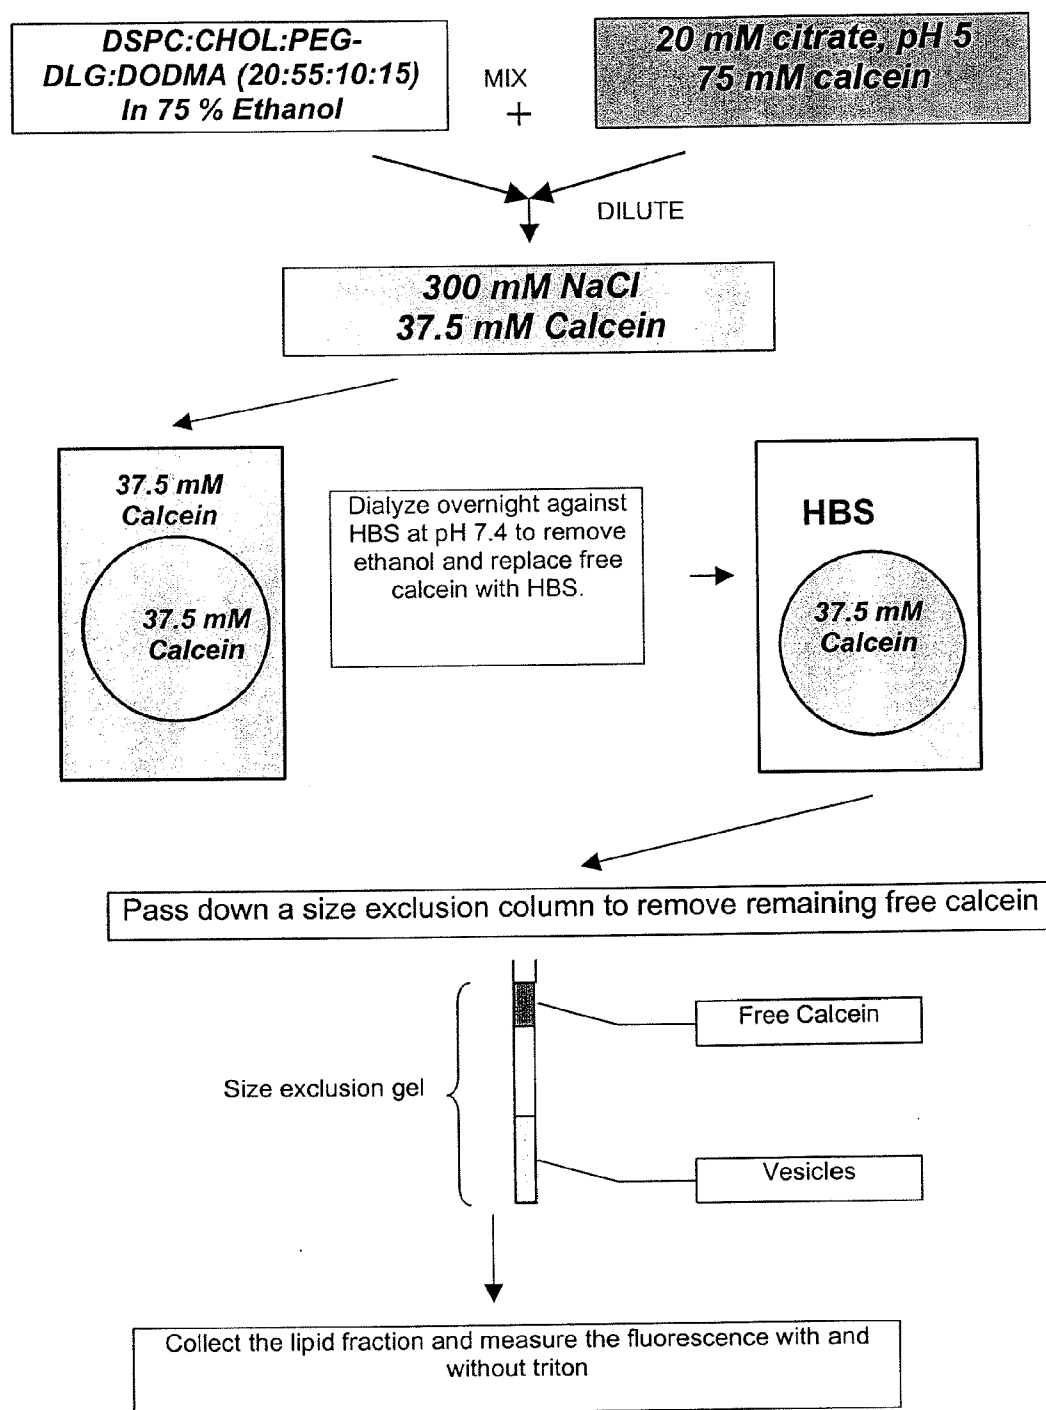 DSPC:CHOL:PEG-
DLG:DODMA (20:55:10:15)
In 75 % Ethanol
MIX
+
20 mM citrate, pH 5
75 mM calcein
DILUTE
300 mM NaCl
37.5 mM Calcein
37.5 mM
Calcein
37.5 mM
Calcein
Dialyze overnight against
HBS at pH 7.4 to remove
ethanol and replace free
calcein with HBS.
HBS
37.5 mM
Calcein
Pass down a size exclusion column to remove remaining free calcein
Free Calcein
Size exclusion gel
Vesicles
Collect the lipid fraction and measure the fluorescence with and
without triton